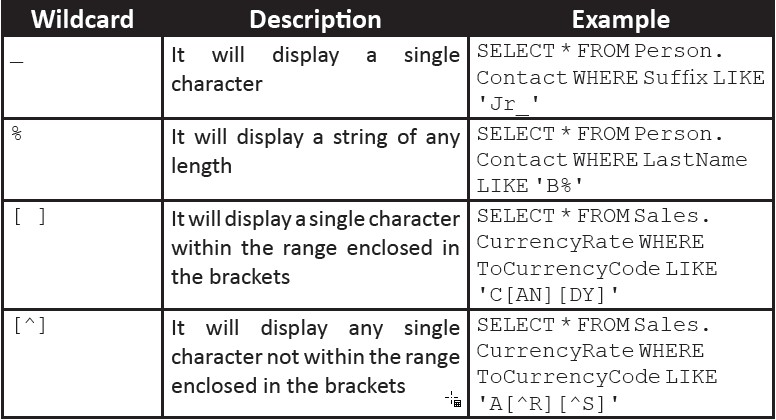 Wildcard Description Example
_ It will display a single SELECT * FROM Person.
character Contact WHERE Suffix LIKE
'Jr_'
% It will display a string of any SELECT * FROM Person.
length Contact WHERE LastName
LIKE 'B%'
[ ] It will display a single character SELECT * FROM Sales.
within the range enclosed in CurrencyRate WHERE
the brackets ToCurrencyCode LIKE
'C[AN][DY]'
[^] It will display any single SELECT * FROM Sales.
character not within the range CurrencyRate WHERE
enclosed in the brackets ToCurrencyCode LIKE
'A[^R][^S]'